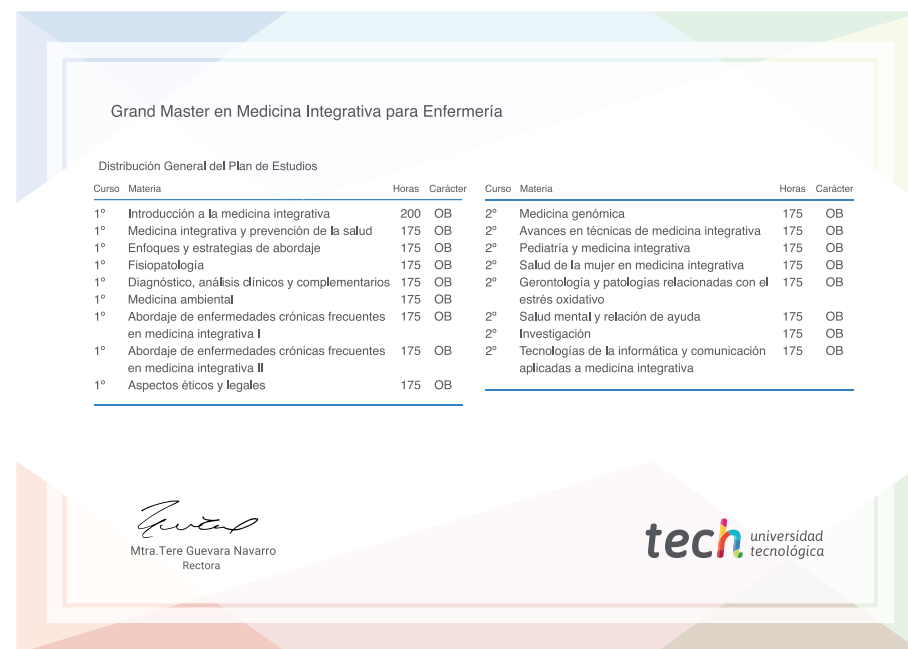 Grand Master en Medicina Integrativa para Enfermería
Distribución General del Plan de Estudios
Curso Materia Horas Carácter
1º Introducción a la medicina integrativa 200 OB
1º Medicina integrativa y prevención de la salud 175 OB
1º Enfoques y estrategias de abordaje 175 OB
1º Fisiopatología 175 OB
1º Diagnóstico, análisis clínicos y complementarios 175 OB
1º Medicina ambiental 175 OB
1º Abordaje de enfermedades crónicas frecuentes 175 OB
en medicina integrativa I
1º Abordaje de enfermedades crónicas frecuentes 175 OB
en medicina integrativa II
1º Aspectos éticos y legales 175 OB
Curso Materia Horas Carácter
2º Medicina genómica 175 OB
2º Avances en técnicas de medicina integrativa 175 OB
2º Pediatría y medicina integrativa 175 OB
2º Salud de la mujer en medicina integrativa 175 OB
2º Gerontología y patologías relacionadas con el 175 OB
estrés oxidativo
2º Salud mental y relación de ayuda 175 OB
2º Investigación 175 OB
2º Tecnologías de la informática y comunicación 175 OB
aplicadas a medicina integrativa
Mtra.Tere Guevara Navarro
Rectora
tech universidad
tecnológica